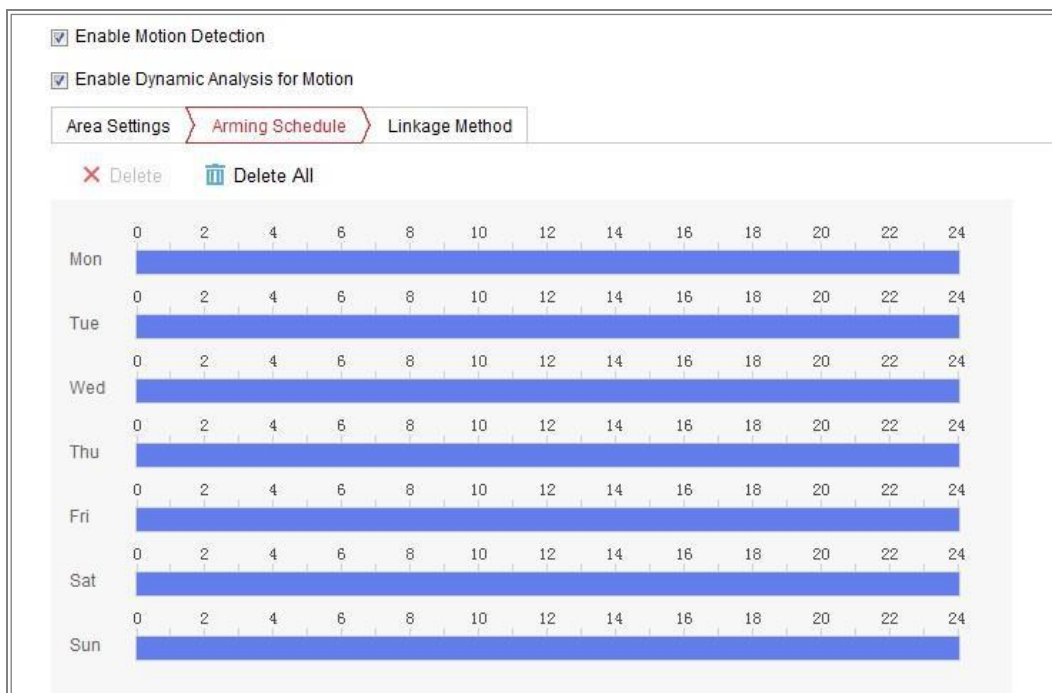 Enable Motion Detection
Enable Dynamic Analysis for Motion
Area Settings Arming Schedule Linkage Method
Delete Delete All
0 2 4 6 8 10 12 14 16 18 20 22 24
Mon
0 2 4 6 8 10 12 14 16 18 20 22 24
Tue
0 2 4 6 8 10 12 14 16 18 20 22 24
Wed
0 2 4 6 8 10 12 14 16 18 20 22 24
Thu
0 2 4 6 8 10 12 14 16 18 20 22 24
Fri
0 2 4 6 8 10 12 14 16 18 20 22 24
Sat
0 2 4 6 8 10 12 14 16 18 20 22 24
Sun